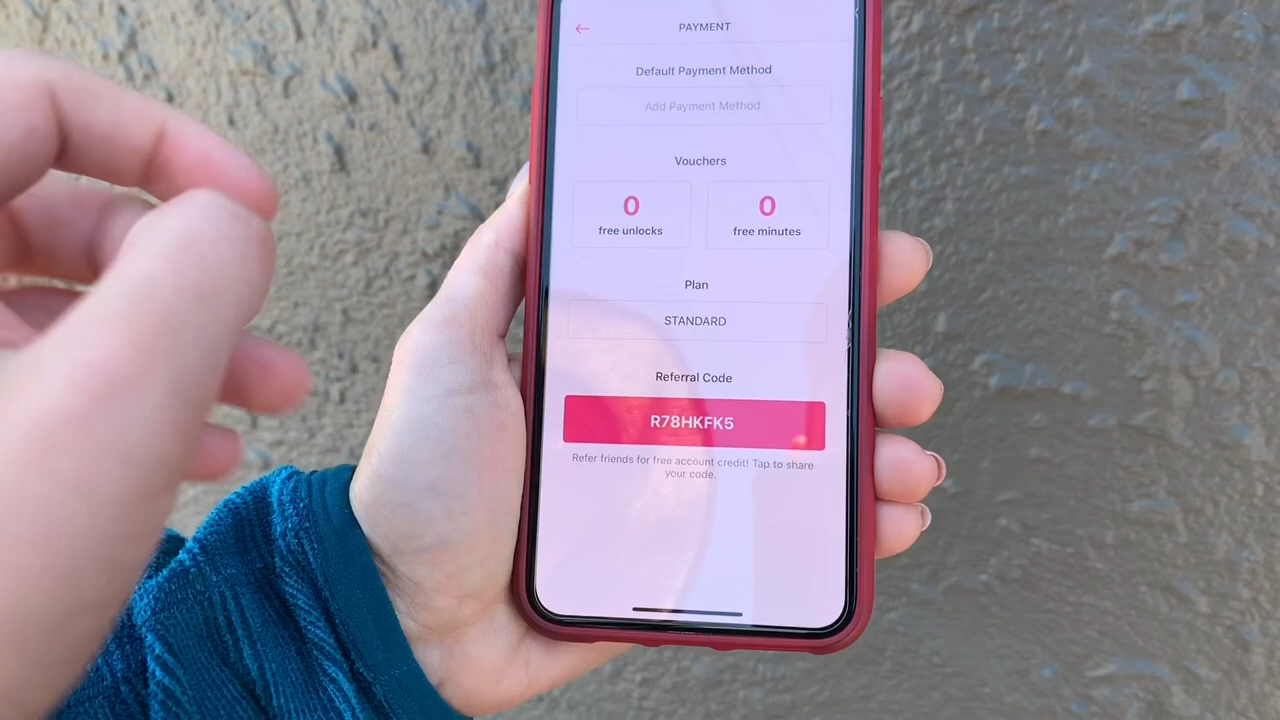 PAYMENT
Default Payment Method
Add Payment Method
Vouchers
0
free unlocks
0
free minutes
Plan
STANDARD
Referral Code
R78HKFK5
Refer friends for free account credit! Tap to share
your code.